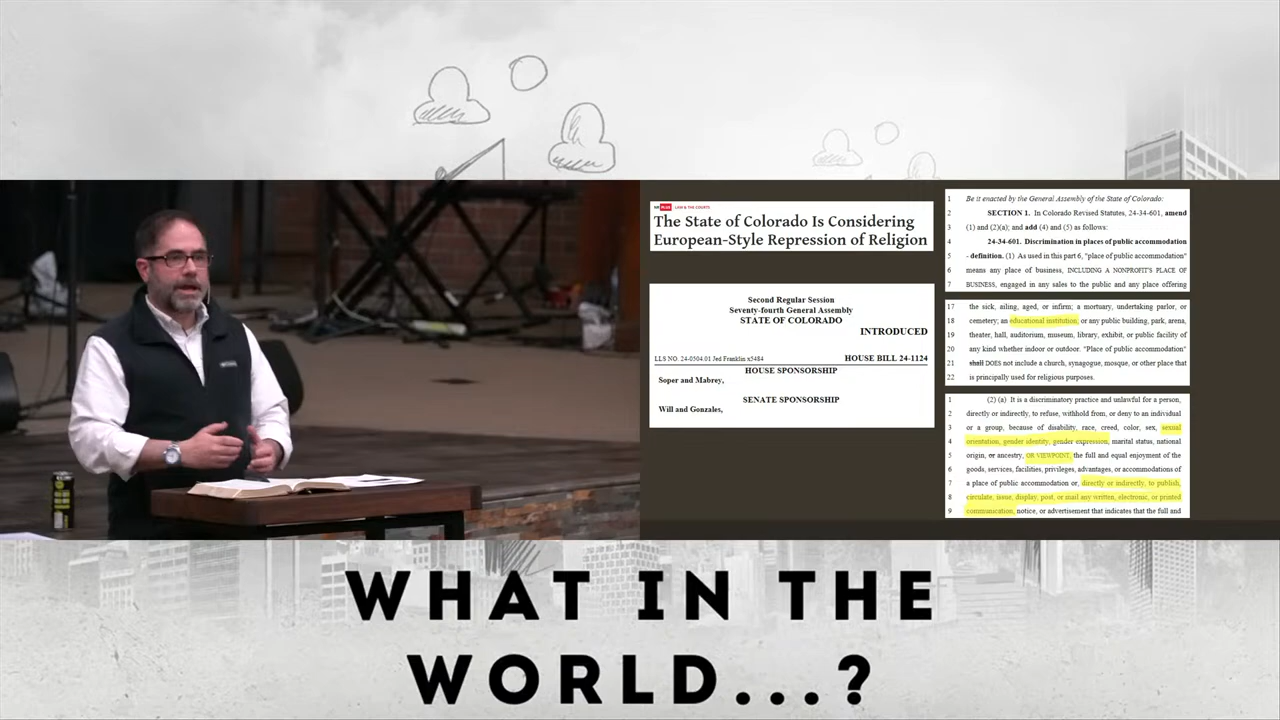 NR PLUS LAW & THE COURTS
The State of Colorado Is Considering
European-Style Repression of Religion
Second Regular Session
Seventy-fourth General Assembly
STATE OF COLORADO
INTRODUCED
LLS NO. 24-0504.01 Jed Franklin x5484 HOUSE BILL 24-1124
HOUSE SPONSORSHIP
Soper and Mabrey,
SENATE SPONSORSHIP
Will and Gonzales,
1 Be it enacted by the General Assembly of the State of Colorado:
2 SECTION 1. In Colorado Revised Statutes, 24-34-601, amend
3 (1) and (2)(a); and add (4) and (5) as follows:
4 24-34-601. Discrimination in places of public accommodation
5 - definition. (1) As used in this part 6, "place of public accommodation"
6 means any place of business, INCLUDING A NONPROFIT'S PLACE OF
7 BUSINESS, engaged in any sales to the public and any place offering
17 the sick, ailing, aged, or infirm; a mortuary, undertaking parlor, or
18 cemetery; an educational institution; or any public building, park, arena,
19 theater, hall, auditorium, museum, library, exhibit, or public facility of
20 any kind whether indoor or outdoor. "Place of public accommodation"
21 shall DOES not include a church, synagogue, mosque, or other place that
22 is principally used for religious purposes.
1 (2) (a) It is a discriminatory practice and unlawful for a person,
2 directly or indirectly, to refuse, withhold from, or deny to an individual
3 or a group, because of disability, race, creed, color, sex, sexual
4 orientation, gender identity, gender expression, marital status, national
5 origin, or ancestry, OR VIEWPOINT, the full and equal enjoyment of the
6 goods, services, facilities, privileges, advantages, or accommodations of
7 a place of public accommodation or, directly or indirectly, to publish,
8 circulate, issue, display, post, or mail any written, electronic, or printed
9 communication, notice, or advertisement that indicates that the full and
WHAT IN THE
WORLD...?